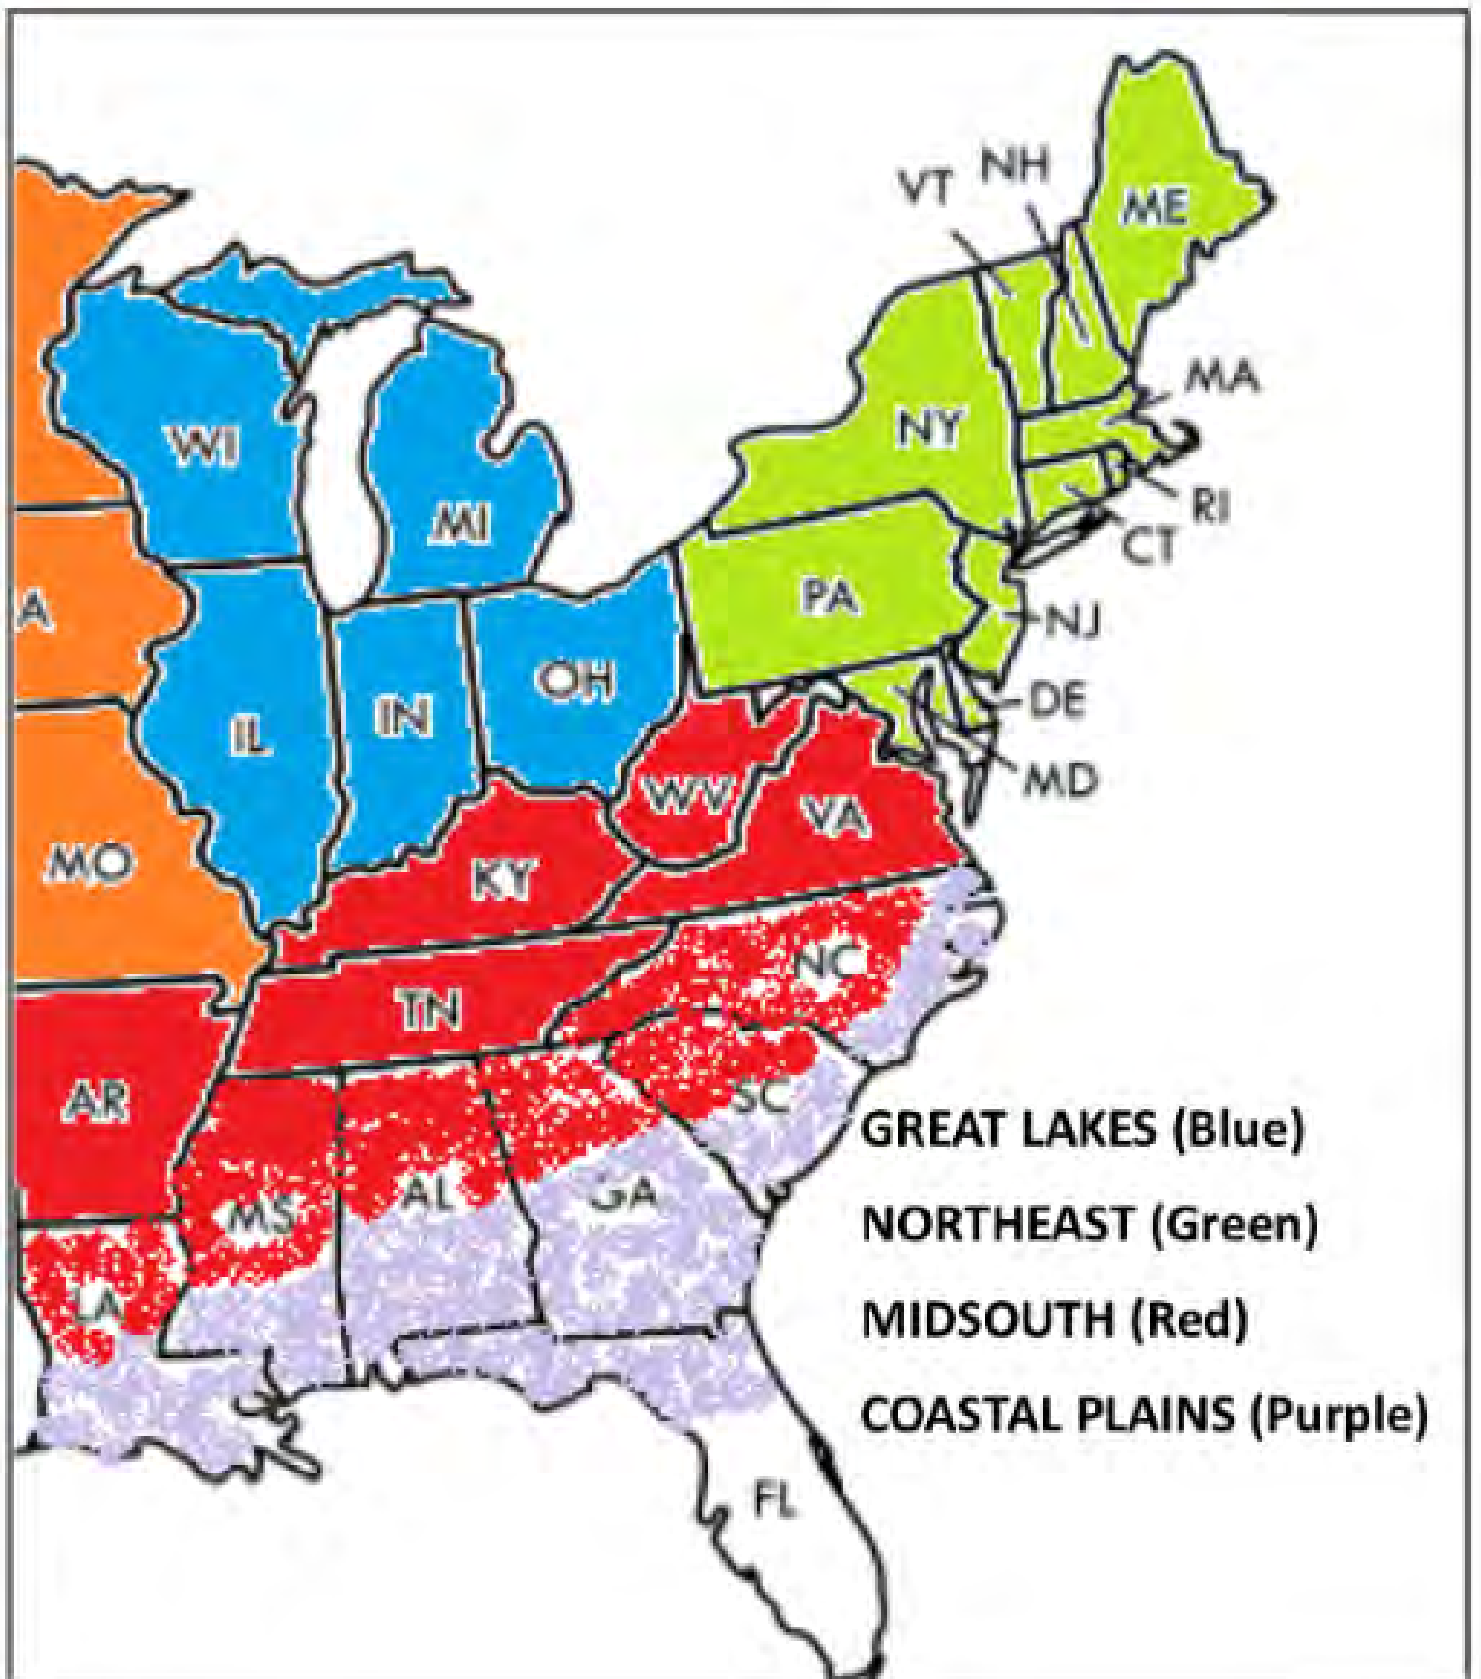 VT
NH
ME
MA
WI
NY
MI
RI
CT
A
PA
NJ
OH
DE
IL
IN
MD
WV
VA
MO
KY
NC
TN
AR
SC
GREAT LAKES (Blue)
MS
AL
GA
NORTHEAST (Green)
LA
MIDSOUTH (Red)
COASTAL PLAINS (Purple)
FL